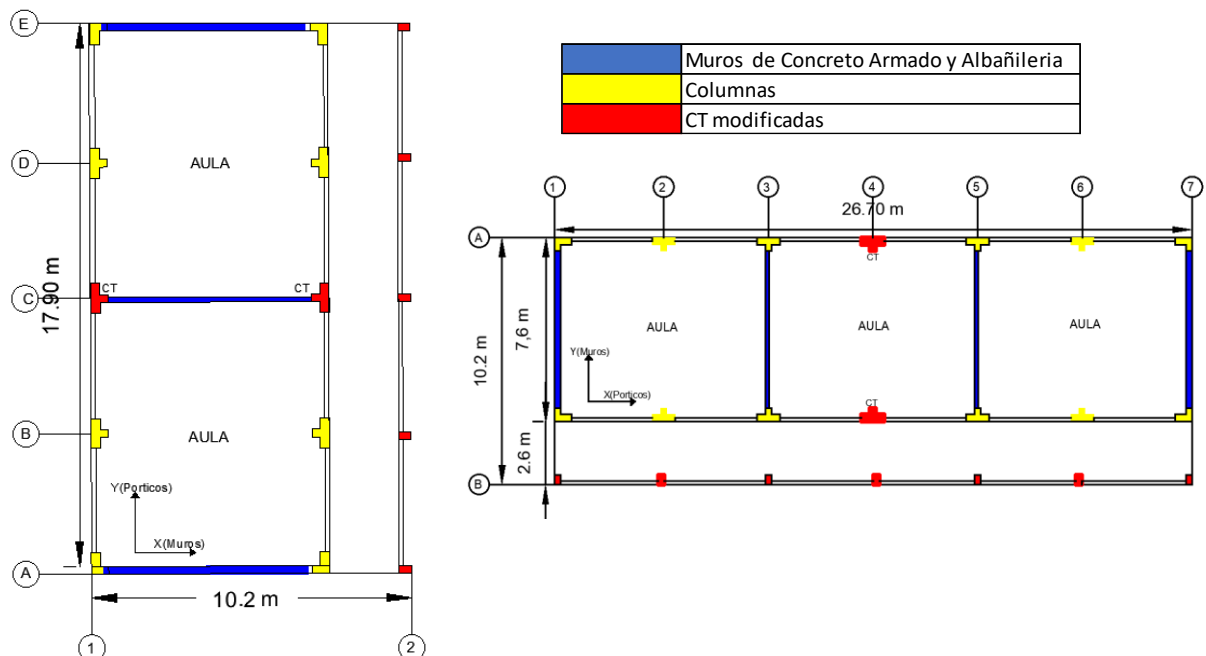 E
D
C
B
A
AULA
17.90 m
CT
CT
AULA
Y(Porticos)
X(Muros)
10.2 m
1
2
Muros de Concreto Armado y Albañileria
Columnas
CT modificadas
1
2
3
4
5
6
7
26.70 m
A
CT
10.2 m
7,6 m
AULA
AULA
AULA
Y(Muros)
X(Porticos)
CT
2.6 m
B